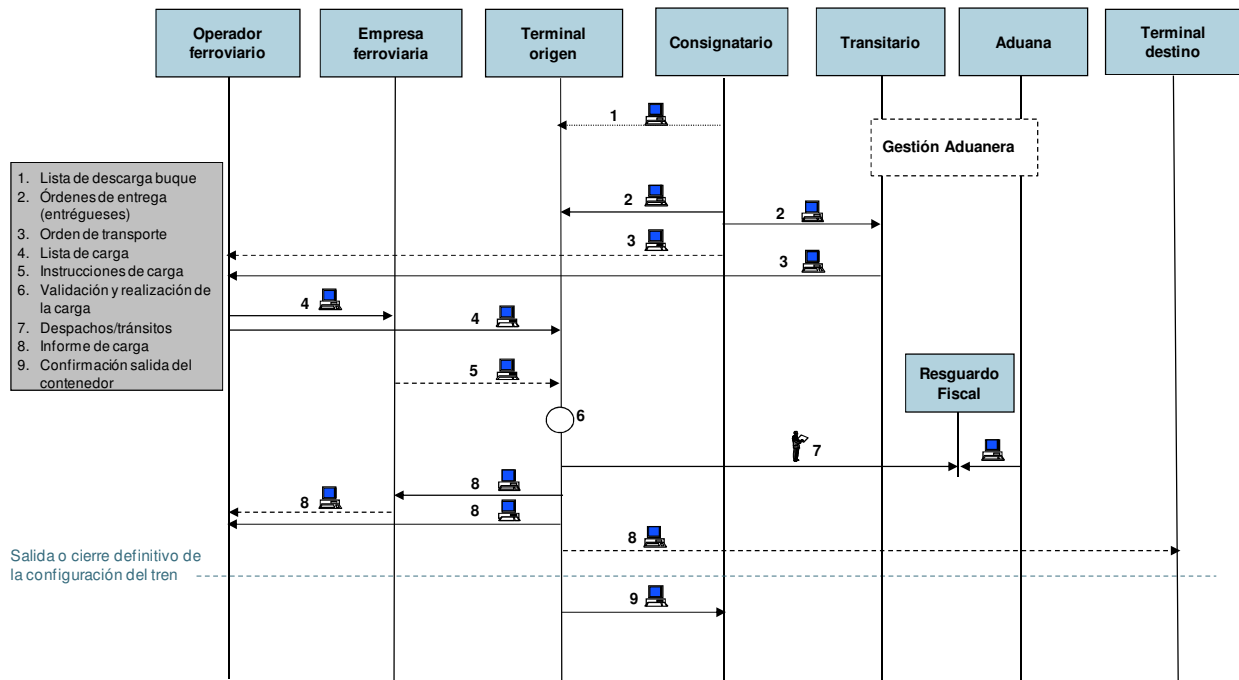 Operador
ferroviario
Empresa
ferroviaria
Terminal
origen
Consignatario
Transitario
Aduana
Terminal
destino
1
Gestión Aduanera
1. Lista de descarga buque
2. Órdenes de entrega
(entrégueses)
3. Orden de transporte
4. Lista de carga
5. Instrucciones de carga
6. Validación y realización de
la carga
7. Despachos/tránsitos
8. Informe de carga
9. Confirmación salida del
contenedor
2
2
3
3
4
4
5
Resguardo
Fiscal
6
7
8
8
8
8
Salida o cierre definitivo de
la configuración del tren
9